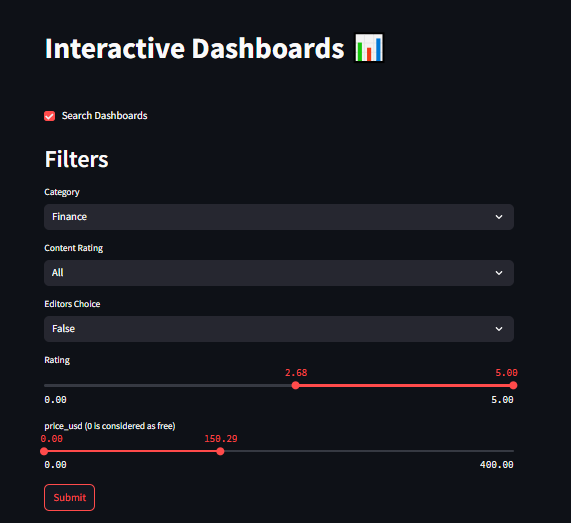 Interactive Dashboards 📊
Search Dashboards
Filters
Category
Finance
Content Rating
All
Editors Choice
False
Rating
2.68 5.00
0.00 5.00
price_usd (0 is considered as free)
0.00 150.29
0.00 400.00
Submit